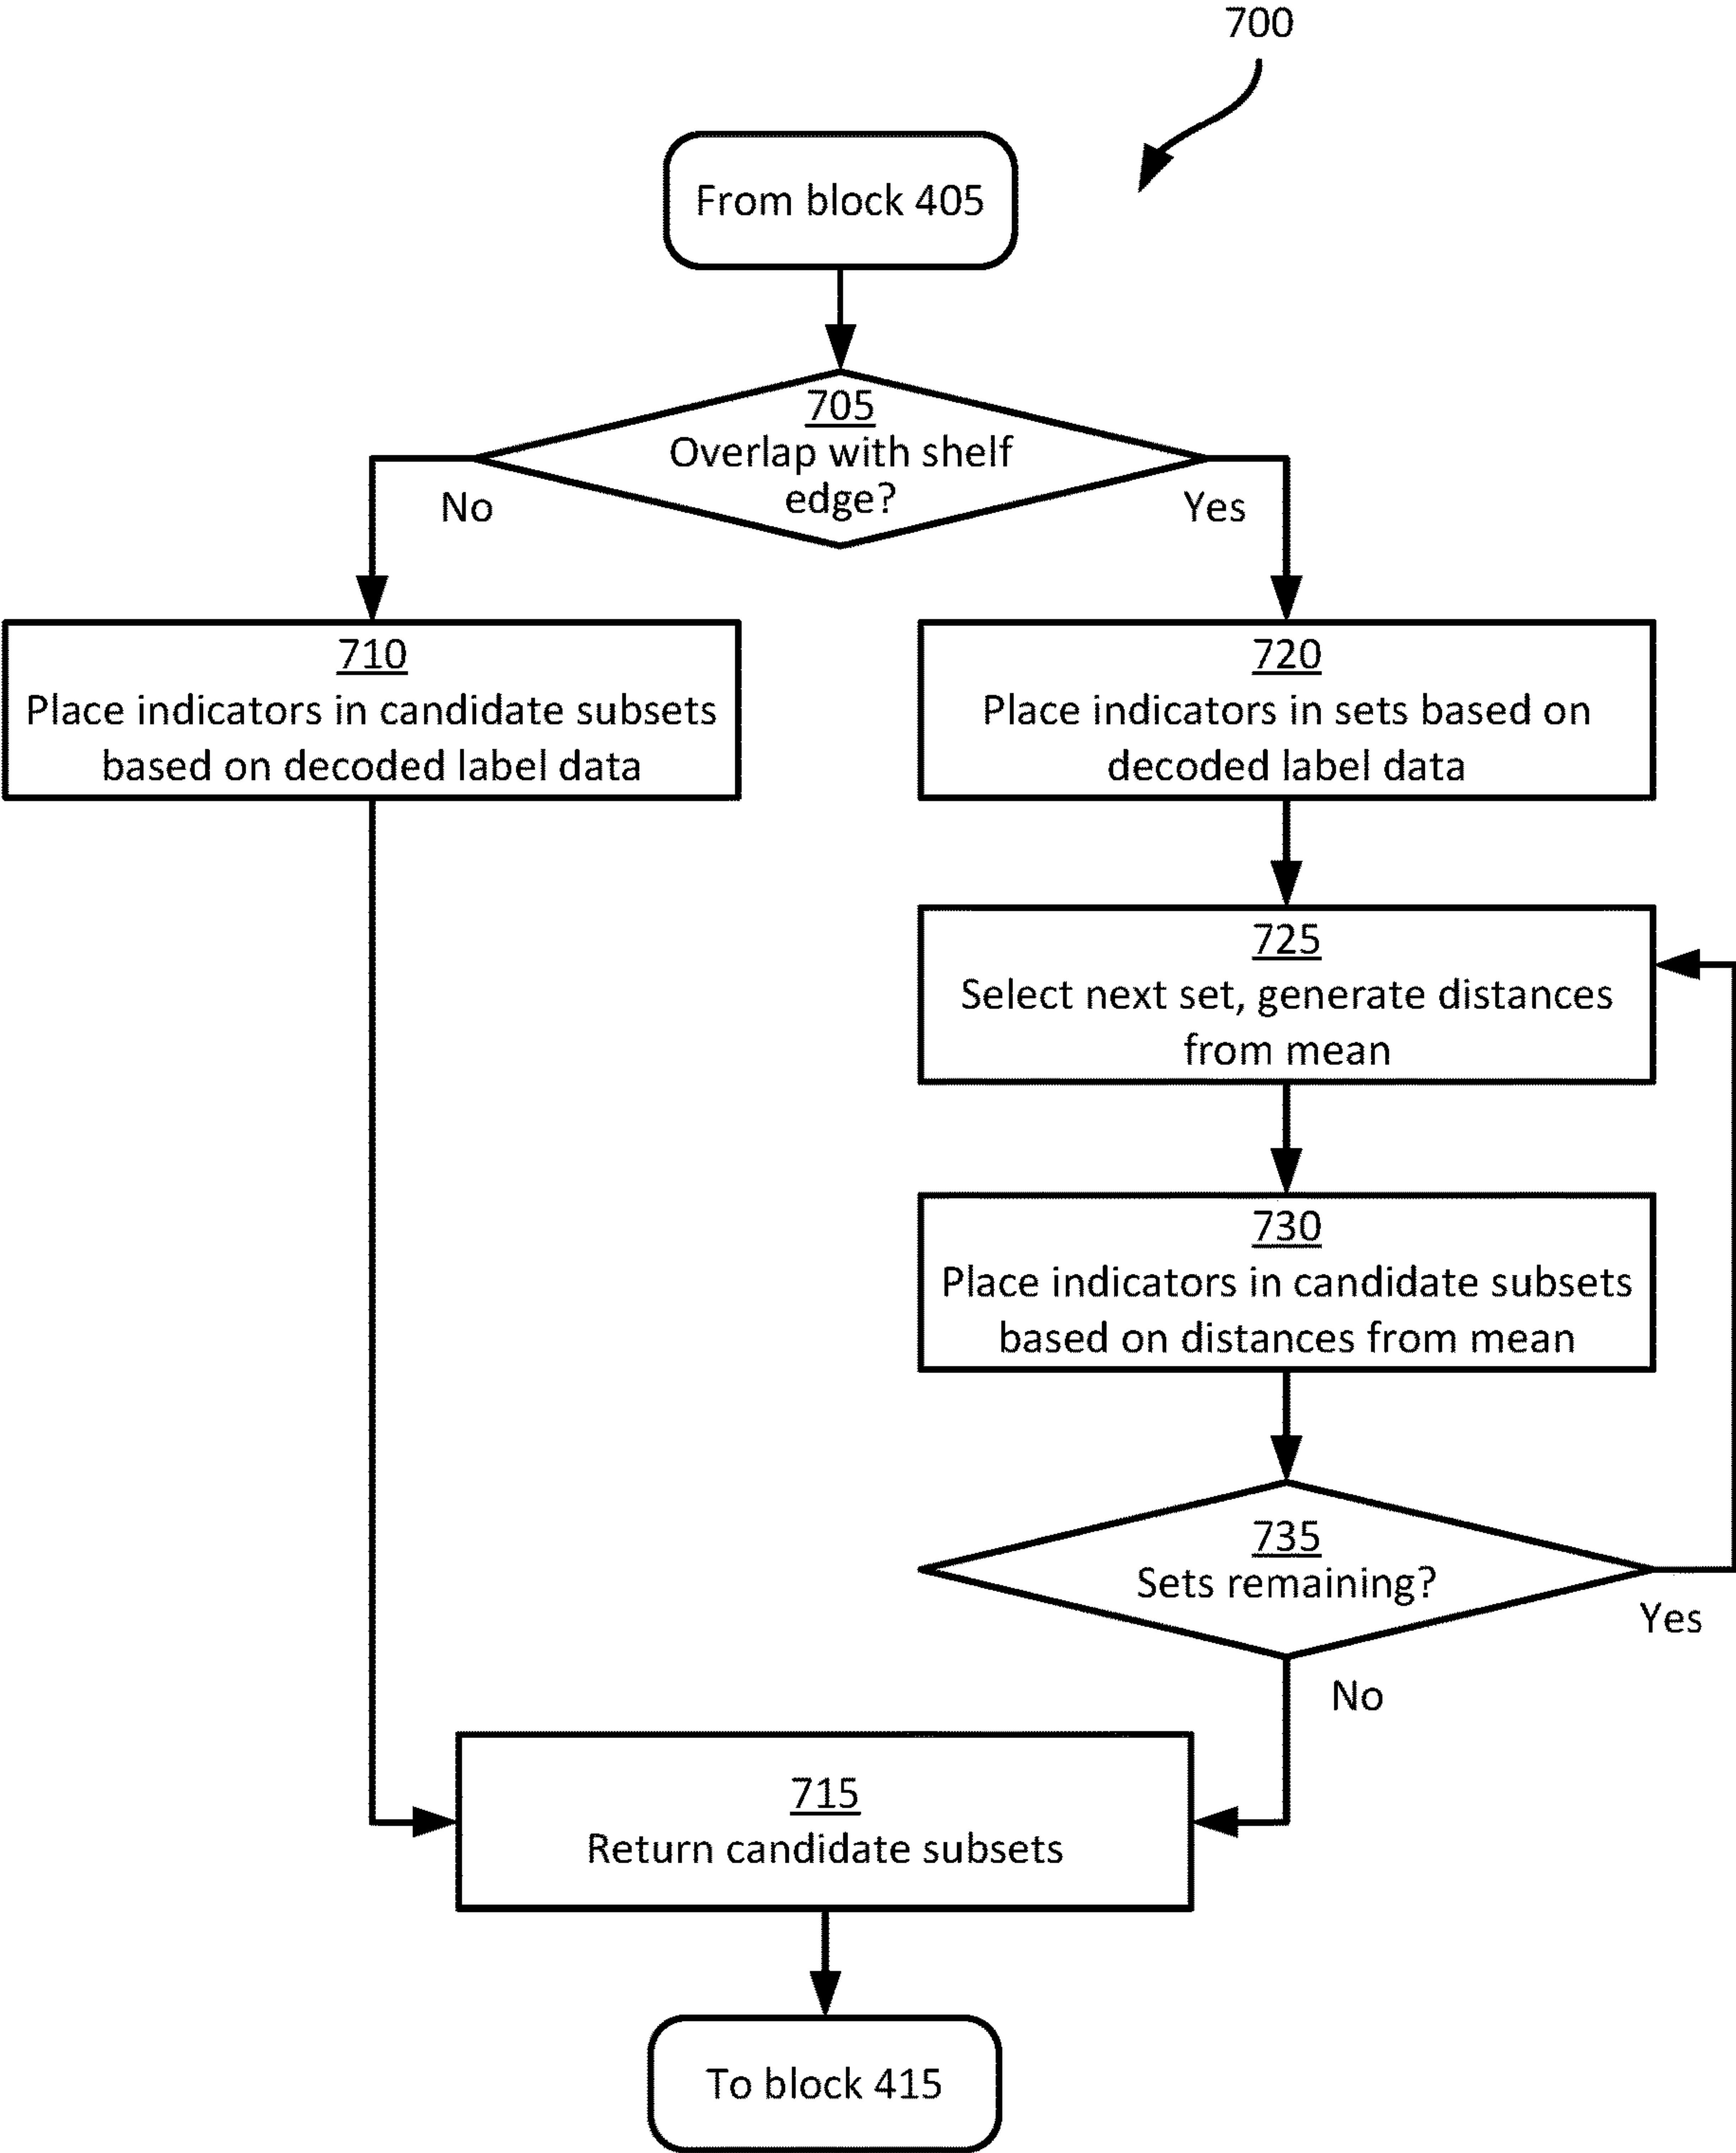 700
From block 405
705
Overlap with shelf
edge?
No
Yes
710
Place indicators in candidate subsets
based on decoded label data
720
Place indicators in sets based on
decoded label data
725
Select next set, generate distances
from mean
730
Place indicators in candidate subsets
based on distances from mean
735
Sets remaining?
Yes
No
715
Return candidate subsets
To block 415